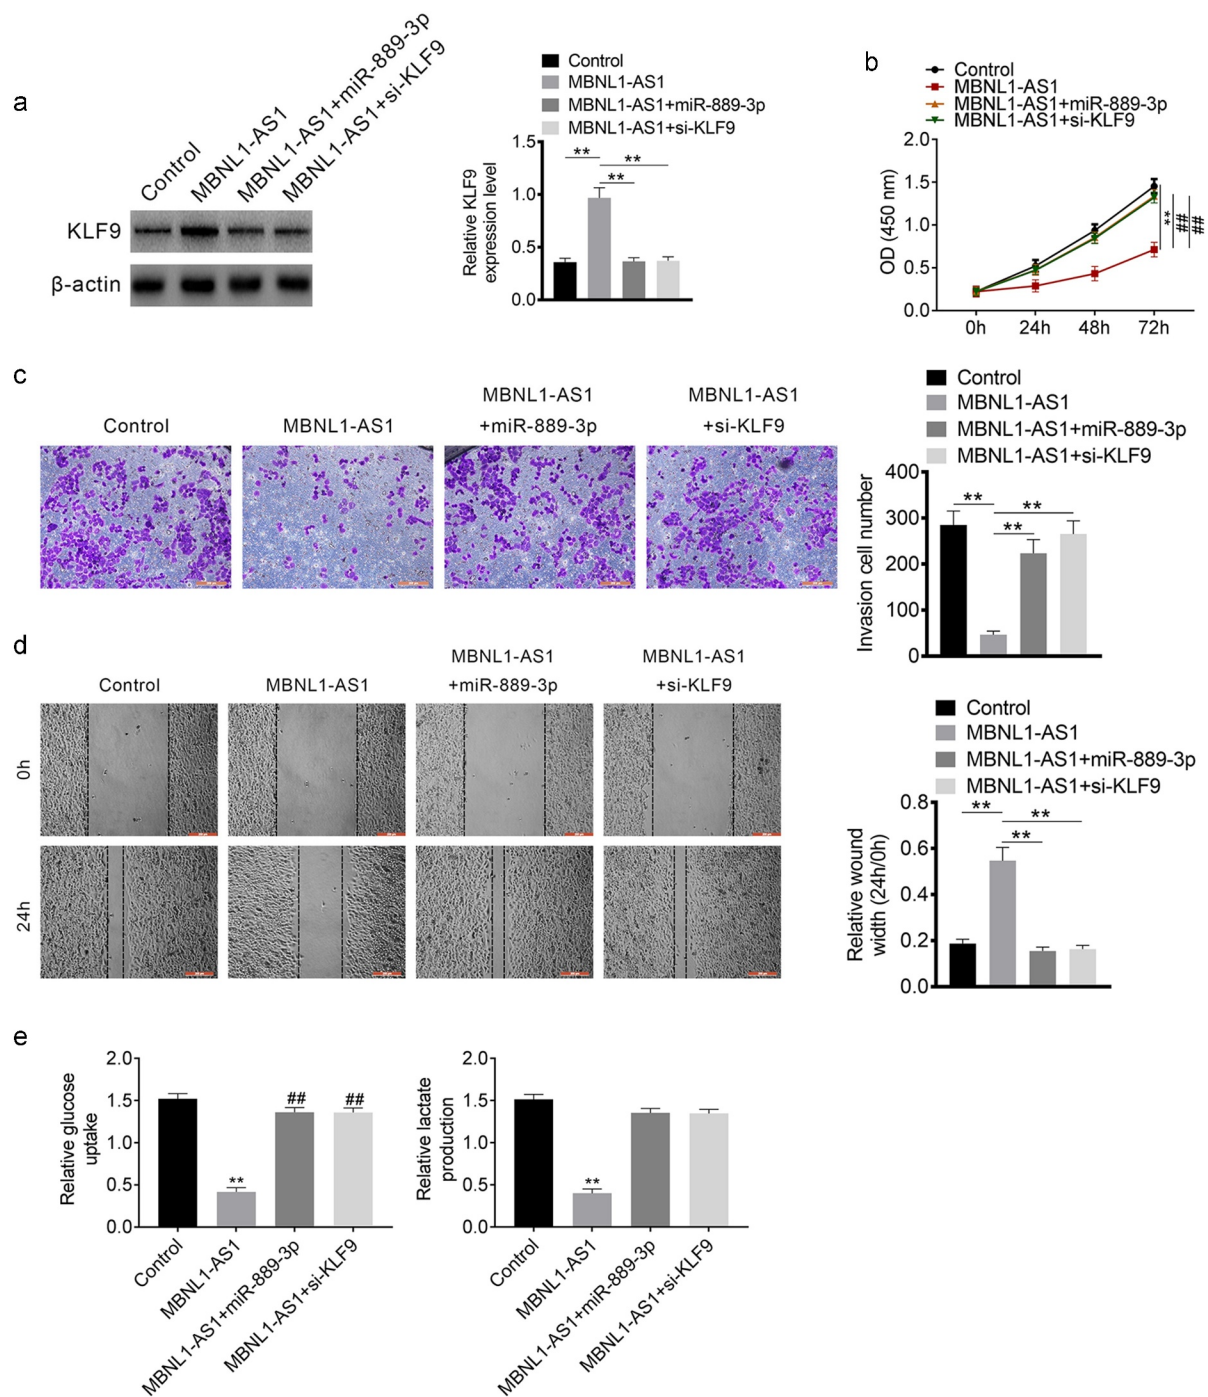 a
Control
MBNL1-AS1
MBNL1-AS1+miR-889-3p
MBNL1-AS1+si-KLF9
KLF9
β-actin
Control
MBNL1-AS1
MBNL1-AS1+miR-889-3p
MBNL1-AS1+si-KLF9
Relative KLF9
expression level
1.5
1.0
0.5
0.0
**
**
**
b
Control
MBNL1-AS1
MBNL1-AS1+miR-889-3p
MBNL1-AS1+si-KLF9
OD (450 nm)
2.0
1.5
1.0
0.5
0.0
0h
24h
48h
72h
**
##
##
c
Control
MBNL1-AS1
MBNL1-AS1
+miR-889-3p
MBNL1-AS1
+si-KLF9
Control
MBNL1-AS1
MBNL1-AS1+miR-889-3p
MBNL1-AS1+si-KLF9
Invasion cell number
400
300
200
100
0
**
**
**
d
Control
MBNL1-AS1
MBNL1-AS1
+miR-889-3p
MBNL1-AS1
+si-KLF9
0h
24h
Control
MBNL1-AS1
MBNL1-AS1+miR-889-3p
MBNL1-AS1+si-KLF9
Relative wound
width (24h/0h)
0.8
0.6
0.4
0.2
0.0
**
**
**
e
Relative glucose
uptake
2.0
1.5
1.0
0.5
0.0
**
##
##
Control
MBNL1-AS1
MBNL1-AS1+miR-889-3p
MBNL1-AS1+si-KLF9
Relative lactate
production
2.0
1.5
1.0
0.5
0.0
**
Control
MBNL1-AS1
MBNL1-AS1+miR-889-3p
MBNL1-AS1+si-KLF9